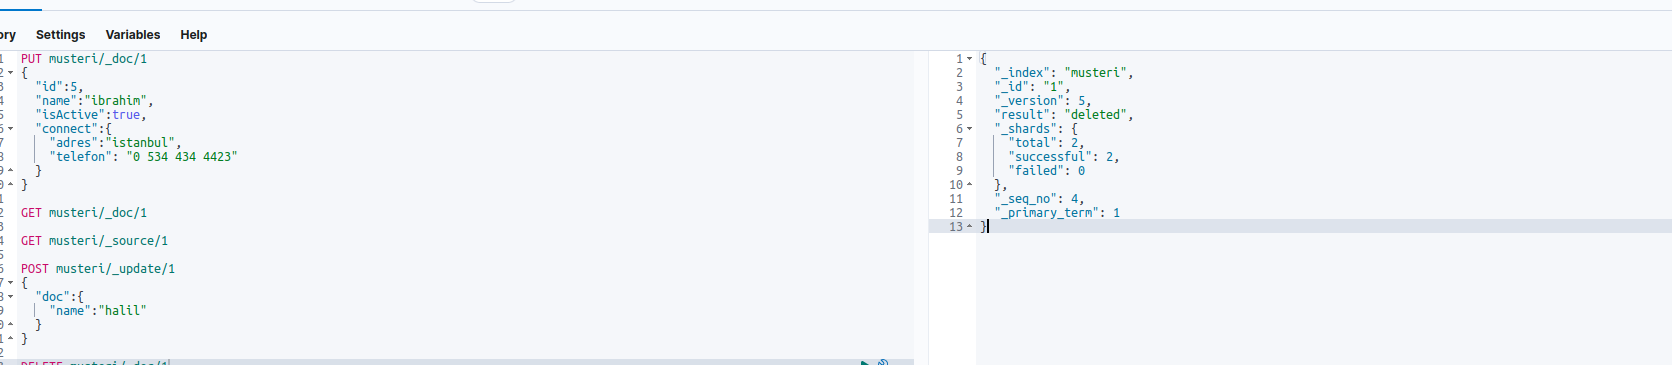 ory Settings Variables Help
1 PUT musteri/_doc/1
2 {
3 "id":5,
4 "name":"ibrahim",
5 "isActive":true,
6 "connect":{
7 "adres":"istanbul",
8 "telefon": "0 534 434 4423"
9 }
0 }
1
2 GET musteri/_doc/1
3
4 GET musteri/_source/1
5
6 POST musteri/_update/1
7 {
8 "doc":{
9 "name":"halil"
0 }
1 }
2
DELETE musteri/_doc/1
1 {
2 "_index": "musteri",
3 "_id": "1",
4 "_version": 5,
5 "result": "deleted",
6 "_shards": {
7 "total": 2,
8 "successful": 2,
9 "failed": 0
10 },
11 "_seq_no": 4,
12 "_primary_term": 1
13 }